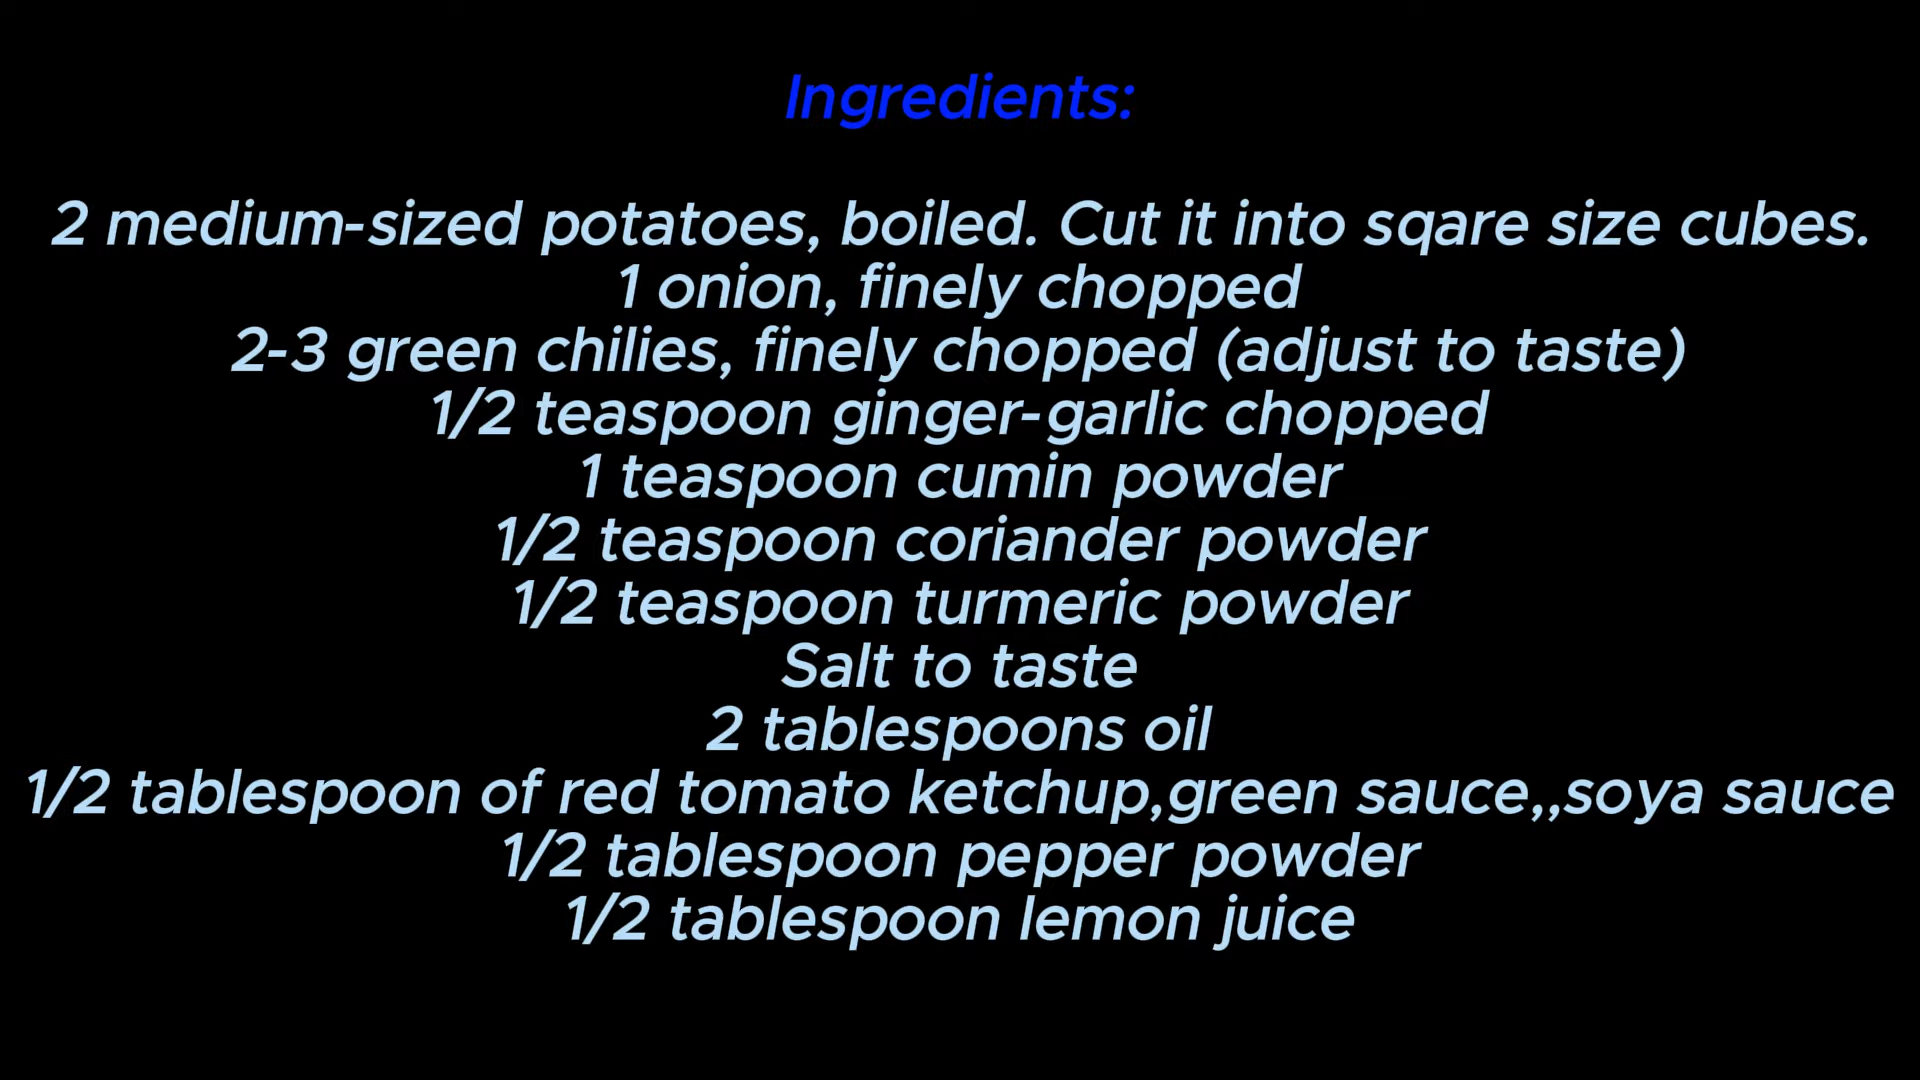 Ingredients:
2 medium-sized potatoes, boiled. Cut it into sqare size cubes.
1 onion, finely chopped
2-3 green chilies, finely chopped (adjust to taste)
1/2 teaspoon ginger-garlic chopped
1 teaspoon cumin powder
1/2 teaspoon coriander powder
1/2 teaspoon turmeric powder
Salt to taste
2 tablespoons oil
1/2 tablespoon of red tomato ketchup,green sauce,,soya sauce
1/2 tablespoon pepper powder
1/2 tablespoon lemon juice